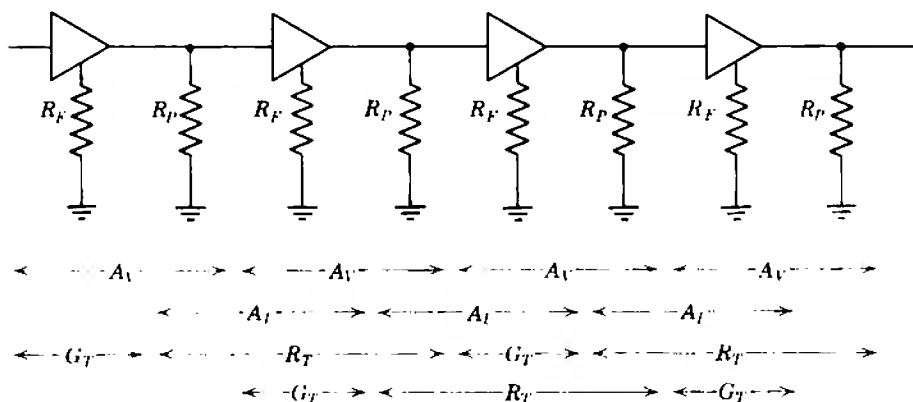 R_F R_P R_F R_P R_F R_P R_F R_P
A_V A_V A_V A_V
A_I A_I A_I
G_T R_T G_T R_T
G_T R_T G_T